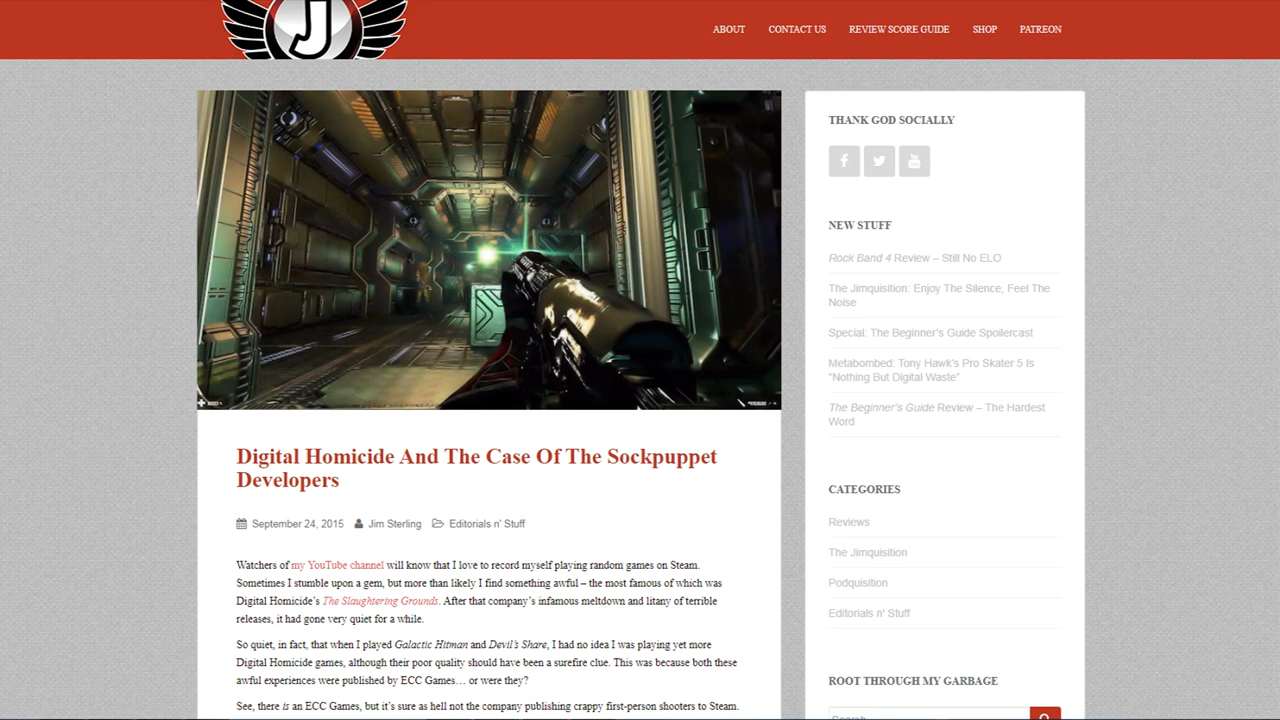 J
ABOUT
CONTACT US
REVIEW SCORE GUIDE
SHOP
PATREON
Digital Homicide And The Case Of The Sockpuppet
Developers
September 24, 2015
Jim Sterling
Editorials n' Stuff
Watchers of my YouTube channel will know that I love to record myself playing random games on Steam.
Sometimes I stumble upon a gem, but more than likely I find something awful – the most famous of which was
Digital Homicide’s The Slaughtering Grounds. After that company’s infamous meltdown and litany of terrible
releases, it had gone very quiet for a while.
So quiet, in fact, that when I played Galactic Hitman and Devil’s Share, I had no idea I was playing yet more
Digital Homicide games, although their poor quality should have been a surefire clue. This was because both these
awful experiences were published by ECC Games… or were they?
See, there is an ECC Games, but it’s sure as hell not the company publishing crappy first-person shooters to Steam.
THANK GOD SOCIALLY
NEW STUFF
Rock Band 4 Review – Still No ELO
The Jimquisition: Enjoy The Silence, Feel The
Noise
Special: The Beginner’s Guide Spoilercast
Metabombed: Tony Hawk’s Pro Skater 5 Is
“Nothing But Digital Waste”
The Beginner’s Guide Review – The Hardest
Word
CATEGORIES
Reviews
The Jimquisition
Podquisition
Editorials n' Stuff
ROOT THROUGH MY GARBAGE
Search